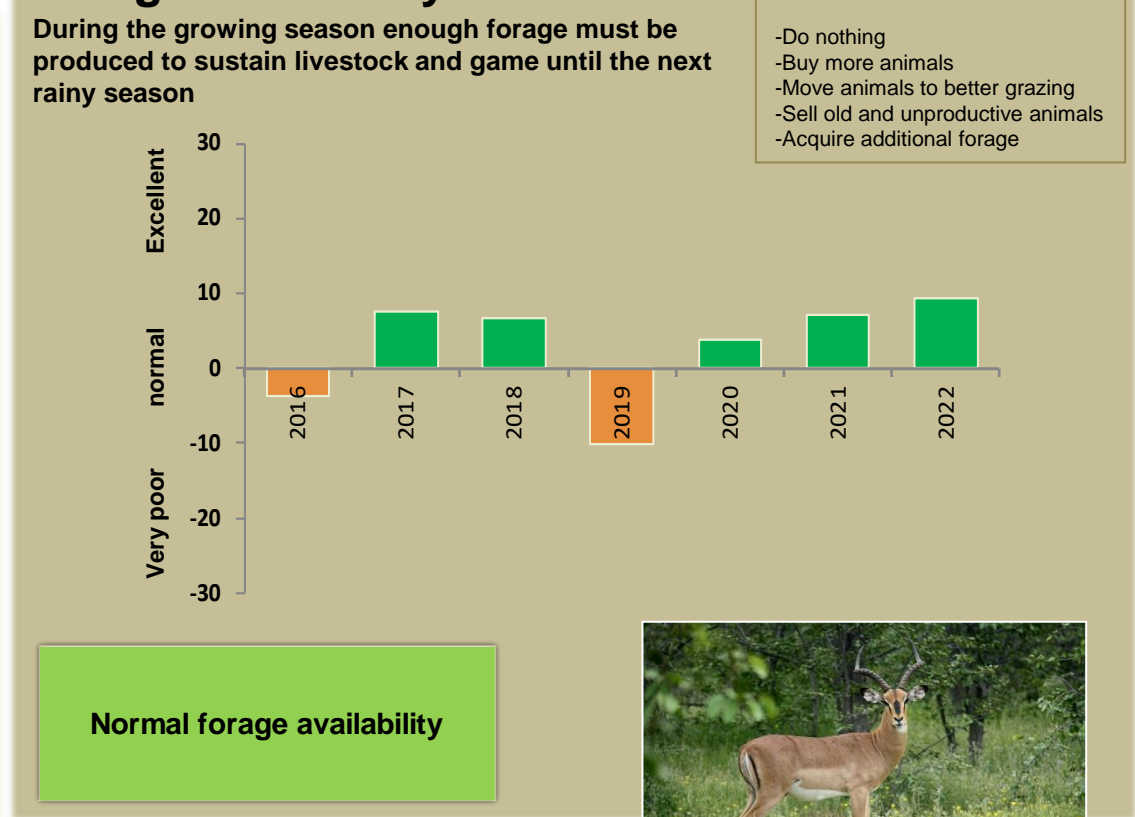 During the growing season enough forage must be
produced to sustain livestock and game until the next
rainy season
-Do nothing
-Buy more animals
-Move animals to better grazing
-Sell old and unproductive animals
-Acquire additional forage
Excellent
normal
Very poor
30
20
10
0
-10
-20
-30
2016
2017
2018
2019
2020
2021
2022
Normal forage availability